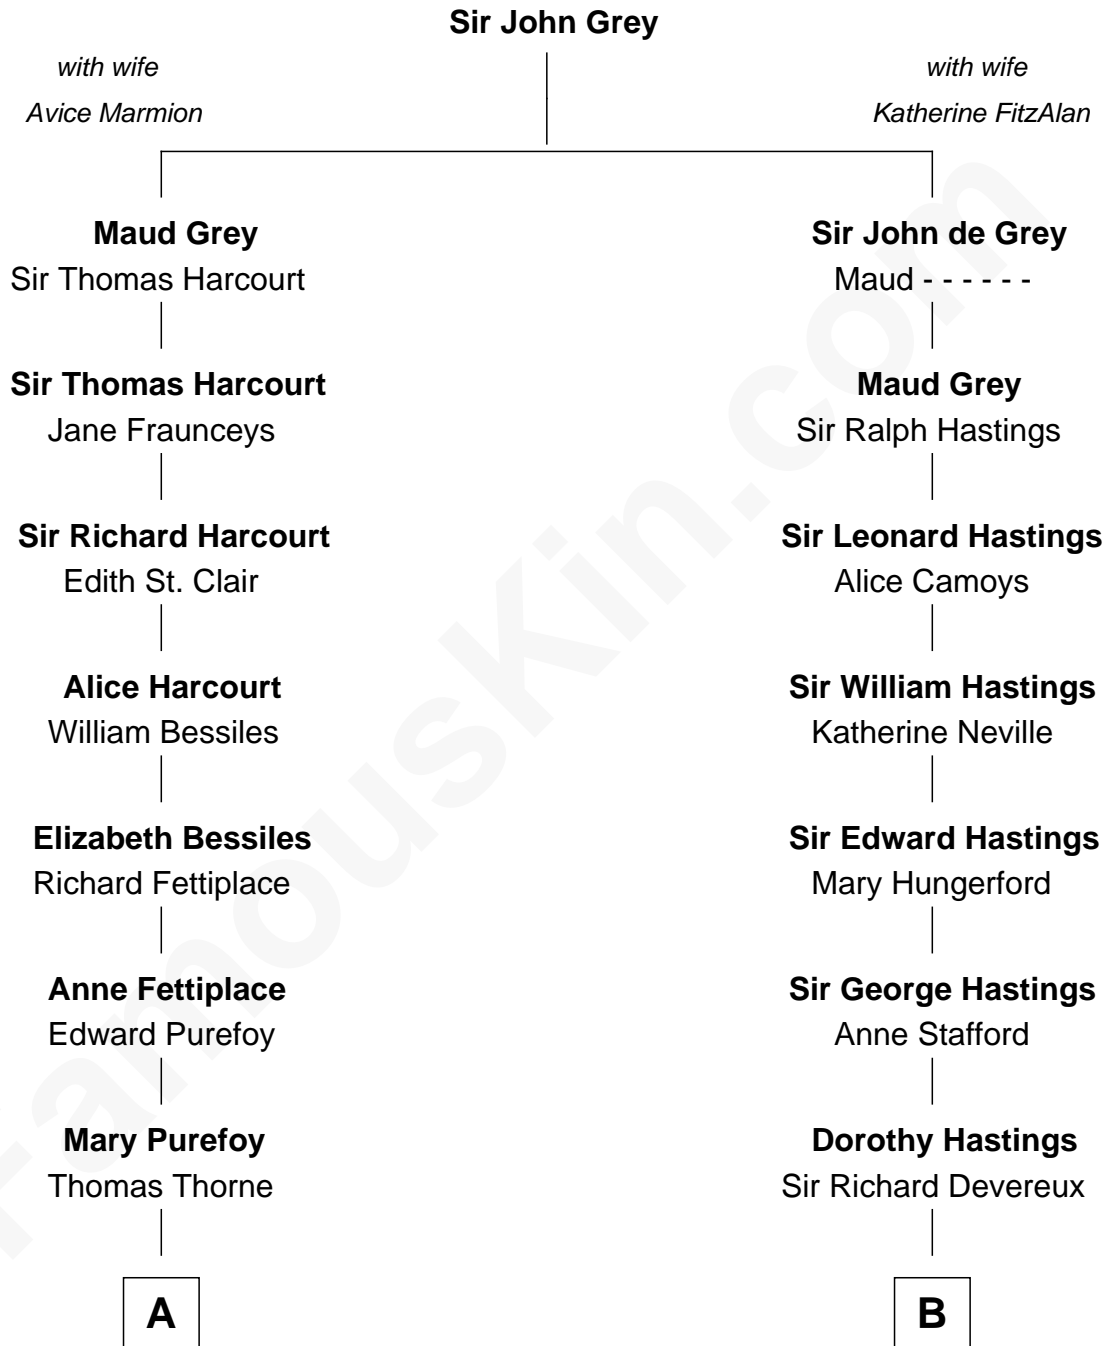 Sir John Grey
with wife
Avice Marmion
with wife
Katherine FitzAlan
Maud Grey
Sir Thomas Harcourt
Sir John de Grey
Maud - - - - - -
Sir Thomas Harcourt
Jane Fraunceys
Maud Grey
Sir Ralph Hastings
Sir Richard Harcourt
Edith St. Clair
Sir Leonard Hastings
Alice Camoys
Alice Harcourt
William Bessiles
Sir William Hastings
Katherine Neville
Elizabeth Bessiles
Richard Fettiplace
Sir Edward Hastings
Mary Hungerford
Anne Fettiplace
Edward Purefoy
Sir George Hastings
Anne Stafford
Mary Purefoy
Thomas Thorne
Dorothy Hastings
Sir Richard Devereux
A
B
FamousKin.com